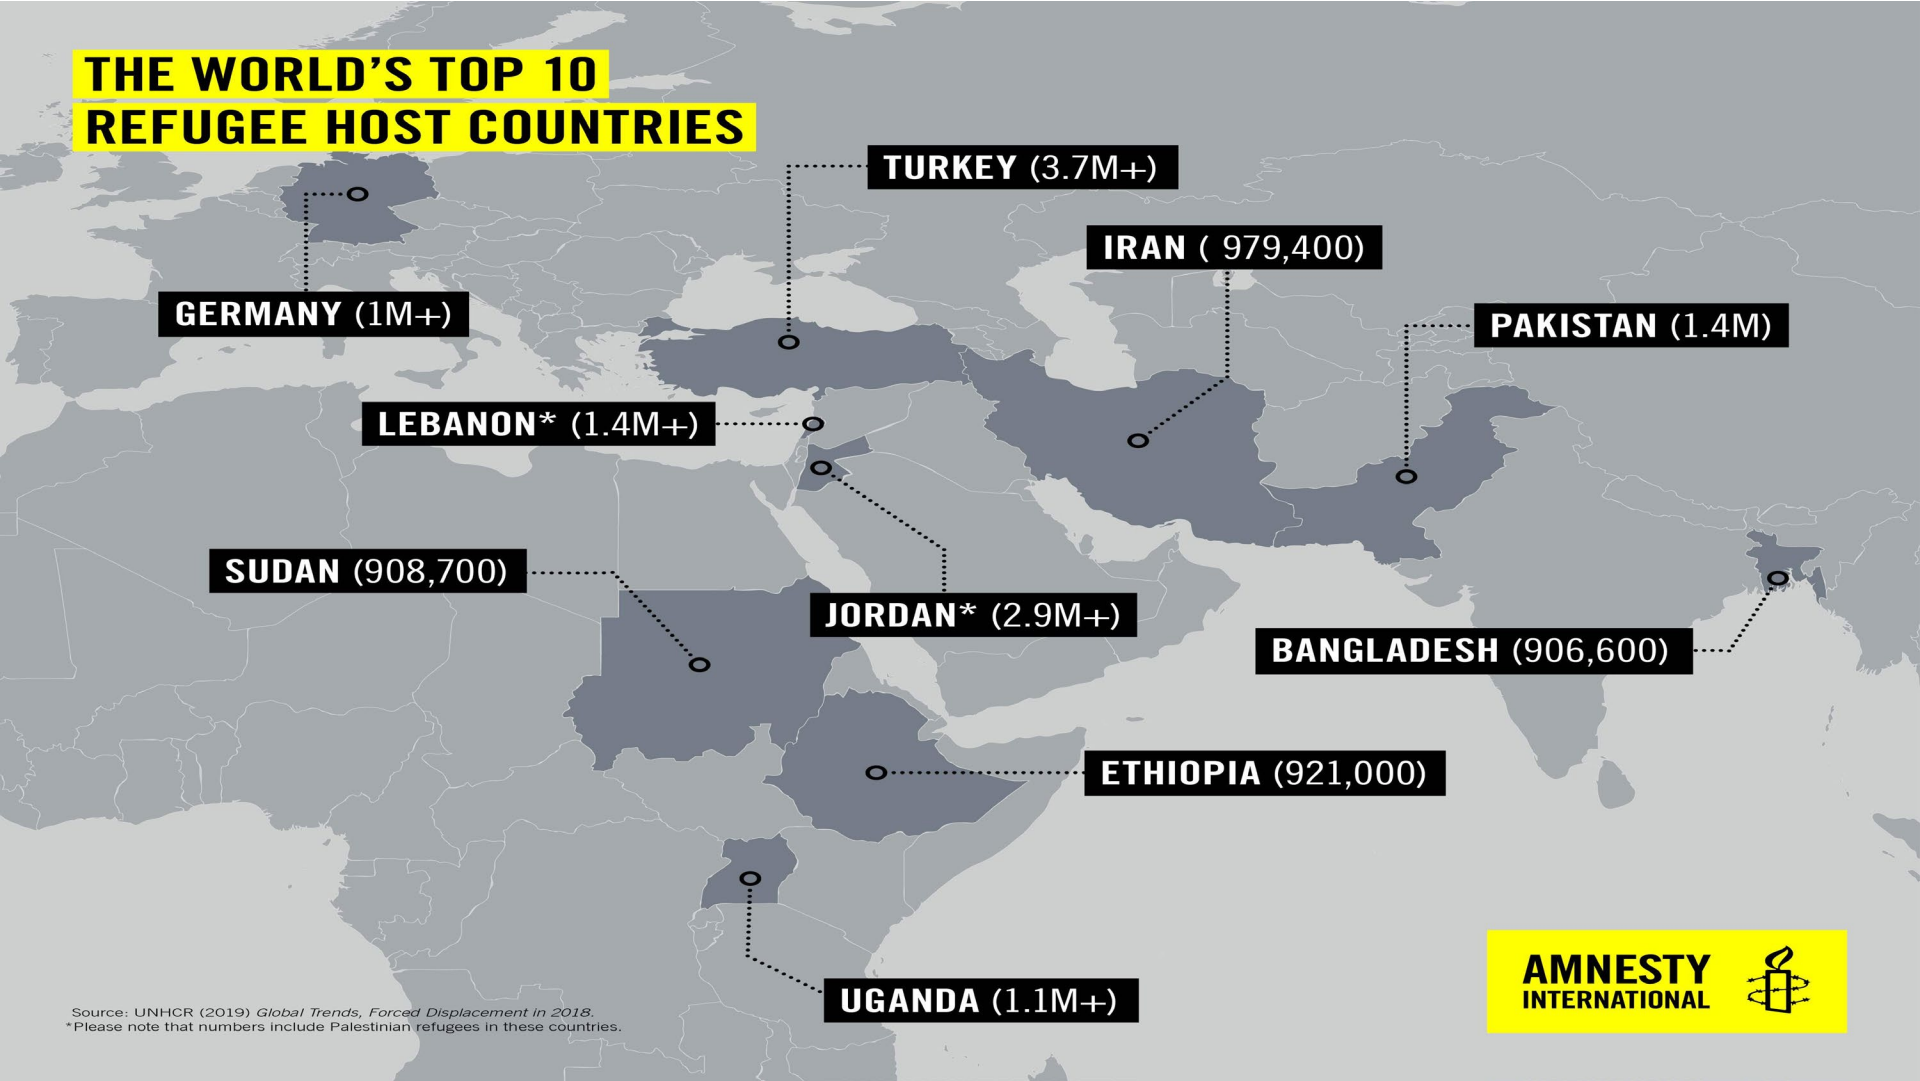 THE WORLD'S TOP 10
REFUGEE HOST COUNTRIES
TURKEY (3.7M+)
IRAN ( 979,400)
GERMANY (1M+)
PAKISTAN (1.4M)
LEBANON* (1.4M+)
SUDAN (908,700)
JORDAN* (2.9M+)
BANGLADESH (906,600)
ETHIOPIA (921,000)
UGANDA (1.1M+)
AMNESTY
INTERNATIONAL
Source: UNHCR (2019) Global Trends, Forced Displacement in 2018.
*Please note that numbers include Palestinian refugees in these countries.